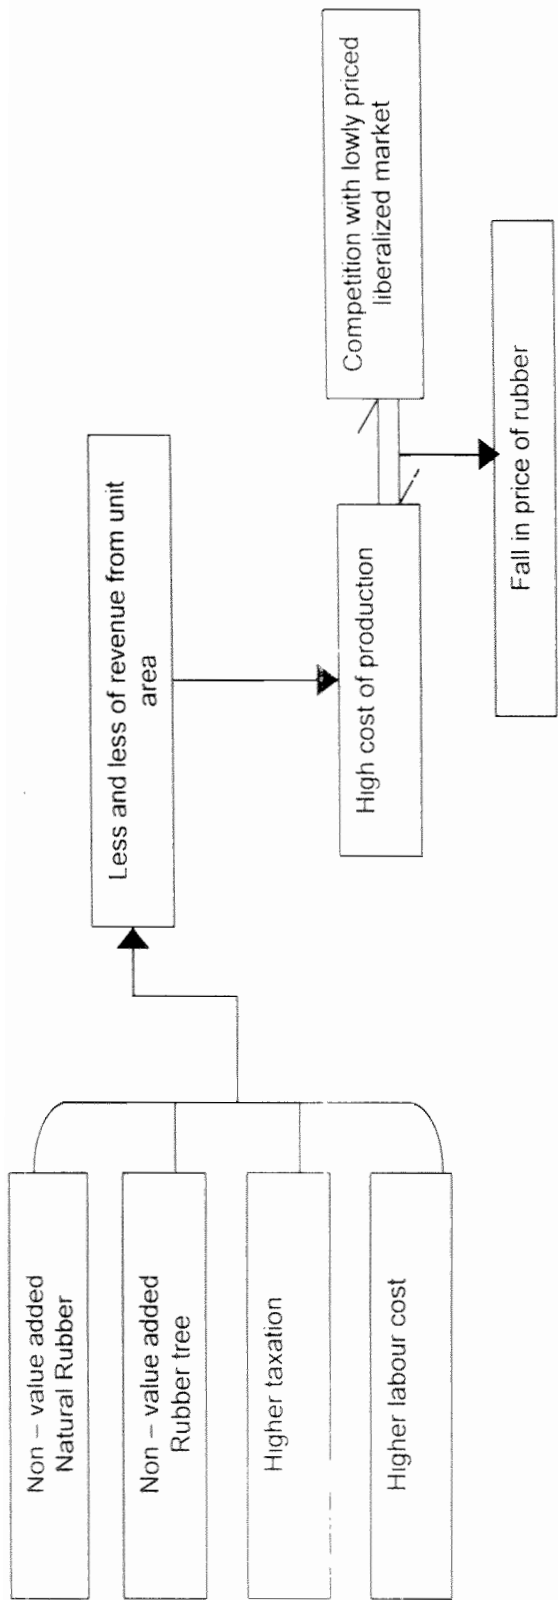 Non – value added
Natural Rubber
Non – value added
Rubber tree
Higher taxation
Higher labour cost
Less and less of revenue from unit
area
High cost of production
Competition with lowly priced
liberalized market
Fall in price of rubber